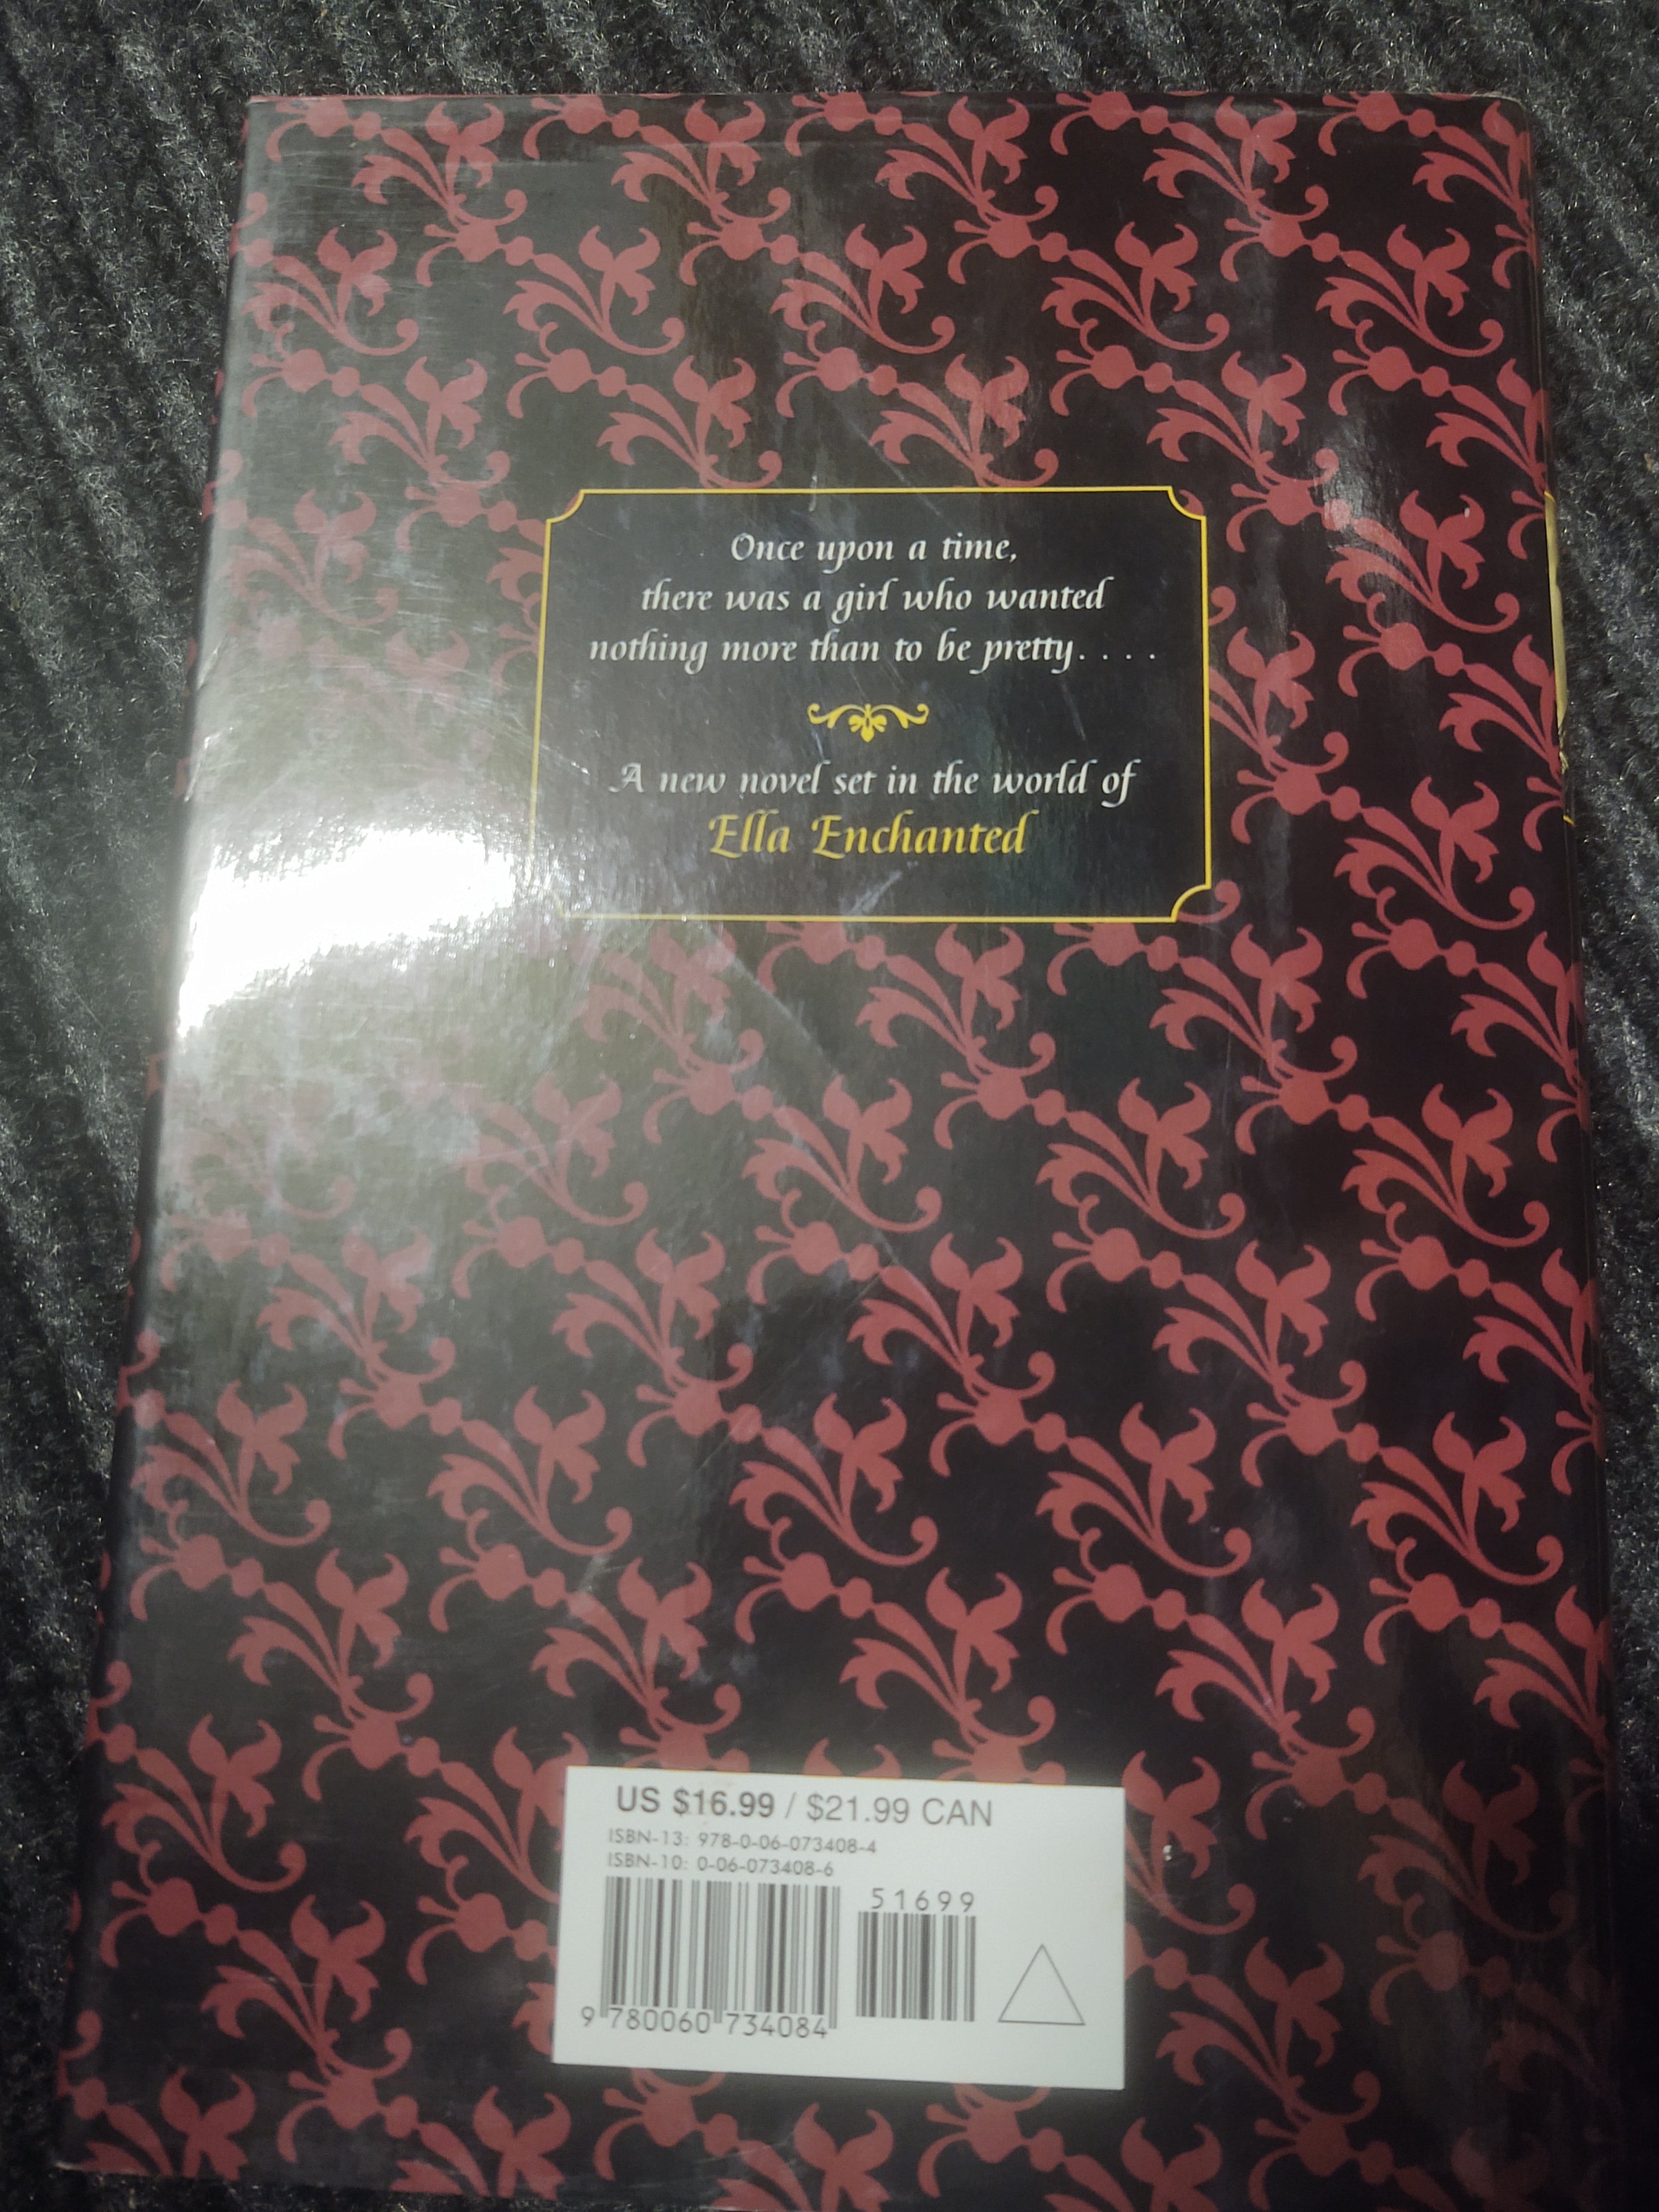 Once upon a time,
there was a girl who wanted
nothing more than to be pretty. . . .
A new novel set in the world of
Ella Enchanted
US $16.99 / $21.99 CAN
ISBN-13: 978-0-06-073408-4
ISBN-10: 0-06-073408-6
51699
9 780060 734084